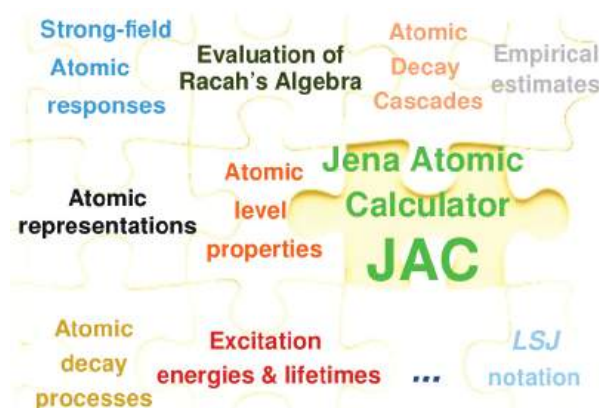 Strong-field
Atomic
responses
Evaluation of
Racah's Algebra
Atomic
Decay
Cascades
Empirical
estimates
Atomic
representations
Atomic
level
properties
Jena Atomic
Calculator
JAC
Atomic
decay
processes
Excitation
energies & lifetimes
...
LSJ
notation